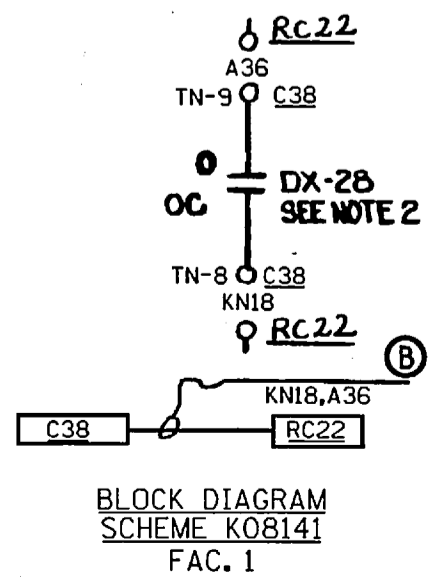 RC22
A36
TN-9 C38
O
OC
DX-28
SEE NOTE 2
TN-8 C38
KN18
RC22
B
KN18,A36
C38
RC22
BLOCK DIAGRAM
SCHEME K08141
FAC. 1